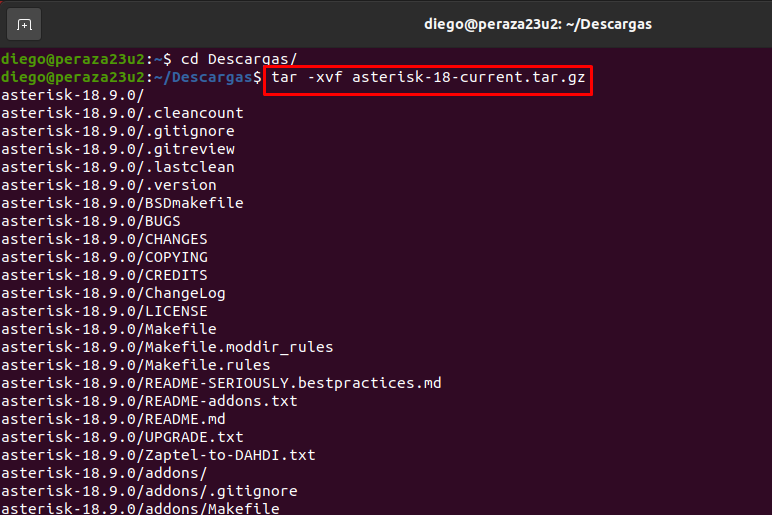 diego@peraza23u2: ~/Descargas
diego@peraza23u2:~$ cd Descargas/
diego@peraza23u2:~/Descargas$ tar -xvf asterisk-18-current.tar.gz
asterisk-18.9.0/
asterisk-18.9.0/.cleancount
asterisk-18.9.0/.gitignore
asterisk-18.9.0/.gitreview
asterisk-18.9.0/.lastclean
asterisk-18.9.0/.version
asterisk-18.9.0/BSDmakefile
asterisk-18.9.0/BUGS
asterisk-18.9.0/CHANGES
asterisk-18.9.0/COPYING
asterisk-18.9.0/CREDITS
asterisk-18.9.0/ChangeLog
asterisk-18.9.0/LICENSE
asterisk-18.9.0/Makefile
asterisk-18.9.0/Makefile.moddir_rules
asterisk-18.9.0/Makefile.rules
asterisk-18.9.0/README-SERIOUSLY.bestpractices.md
asterisk-18.9.0/README-addons.txt
asterisk-18.9.0/README.md
asterisk-18.9.0/UPGRADE.txt
asterisk-18.9.0/Zaptel-to-DAHDI.txt
asterisk-18.9.0/addons/
asterisk-18.9.0/addons/.gitignore
asterisk-18.9.0/addons/Makefile